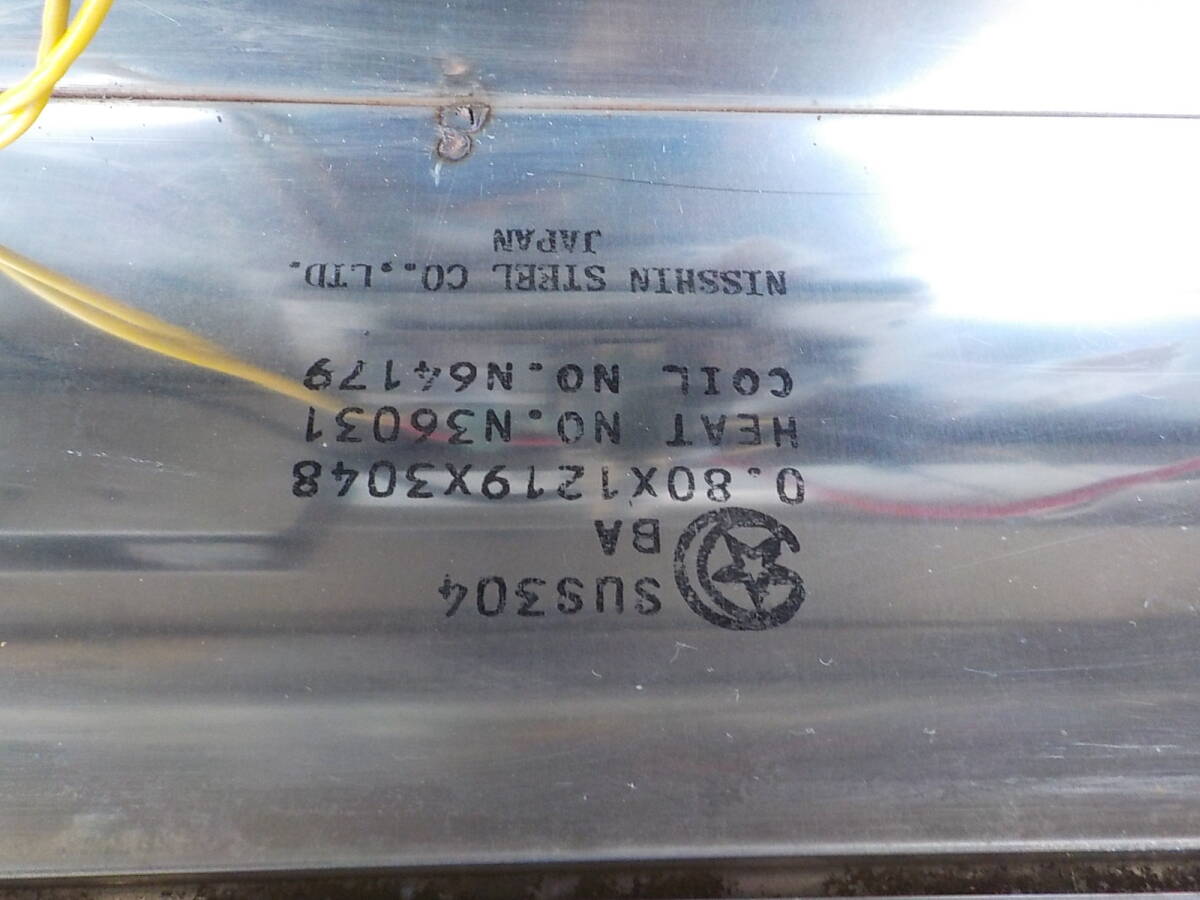 SUS304
BA
0.80X1219X3048
HEAT NO.N36031
COIL NO.N64179
NISSHIN STEEL CO.,LTD.
JAPAN